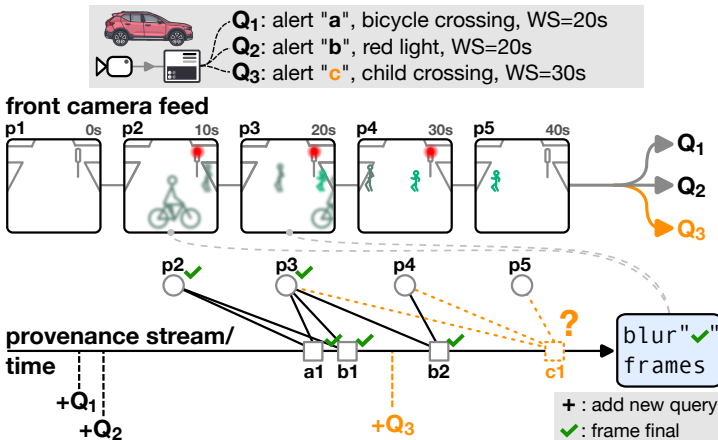 Q1: alert "a", bicycle crossing, WS=20s
Q2: alert "b", red light, WS=20s
Q3: alert "c", child crossing, WS=30s
front camera feed
p1 0s p2 10s p3 20s p4 30s p5 40s
Q1
Q2
Q3
p2 p3 p4 p5
?
provenance stream/
time
a1 b1 b2 c1
blur"✓"
frames
+Q1
+Q2
+Q3
+ : add new query
✓ : frame final